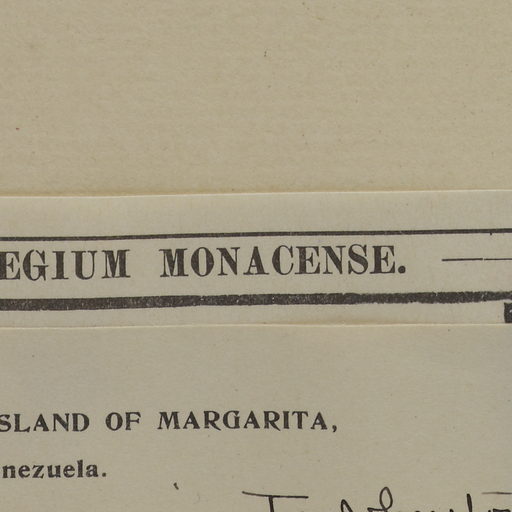 EGIUM MONACENSE.
SLAND OF MARGARITA,
nezuela.